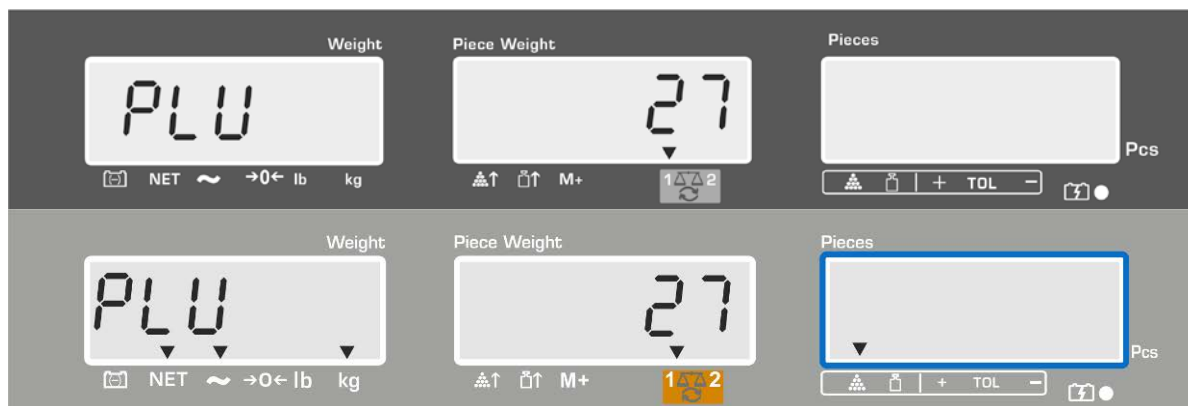 Weight Piece Weight Pieces
PLU 27
Pcs
NET →0← lb kg M+ 1 2 + TOL −
Weight Piece Weight Pieces
PLU 27
Pcs
NET →0← lb kg M+ 1 2 + TOL −